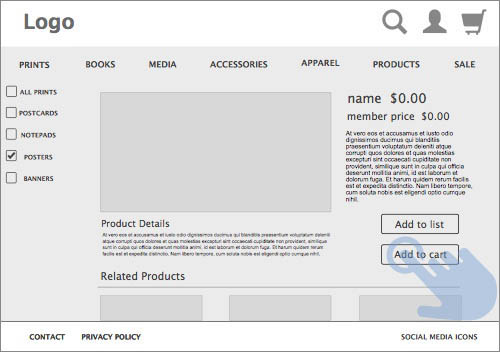 Logo
PRINTS BOOKS MEDIA ACCESSORIES APPAREL PRODUCTS SALE
ALL PRINTS
POSTCARDS
NOTEPADS
POSTERS
BANNERS
name $0.00
member price $0.00
At vero eos et accusamus et iusto odio
dignissimos ducimus qui blanditiis
praesentium voluptatum deleniti atque
corrupti quos dolores et quas molestias
excepturi sint occaecati cupiditate non
provident, similique sunt in culpa qui officia
deserunt mollitia animi, id est laborum et
dolorum fuga. Et harum quidem rerum facilis
est et expedita distinctio. Nam libero tempore,
cum soluta nobis est eligendi optio cumque
nihil.
Add to list
Add to cart
Product Details
At vero eos et accusamus et iusto odio dignissimos ducimus qui blanditiis praesentium voluptatum deleniti
atque corrupti quos dolores et quas molestias excepturi sint occaecati cupiditate non provident, similique
sunt in culpa qui officia deserunt mollitia animi, id est laborum et dolorum fuga. Et harum quidem rerum
facilis est et expedita distinctio. Nam libero tempore, cum soluta nobis est eligendi optio cumque nihil.
Related Products
CONTACT PRIVACY POLICY SOCIAL MEDIA ICONS